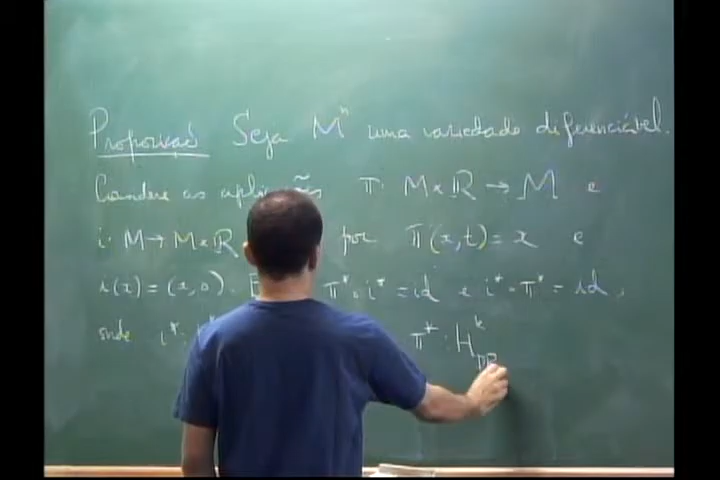 Proposição Seja Mⁿ uma variedade diferenciável.
Considere as aplicações π: M×ℝ → M e
i: M → M×ℝ por π(x,t) = x e
i(x) = (x,0). π*∘i* = id e i*∘π* = id,
onde i*: π*: H^k_DR